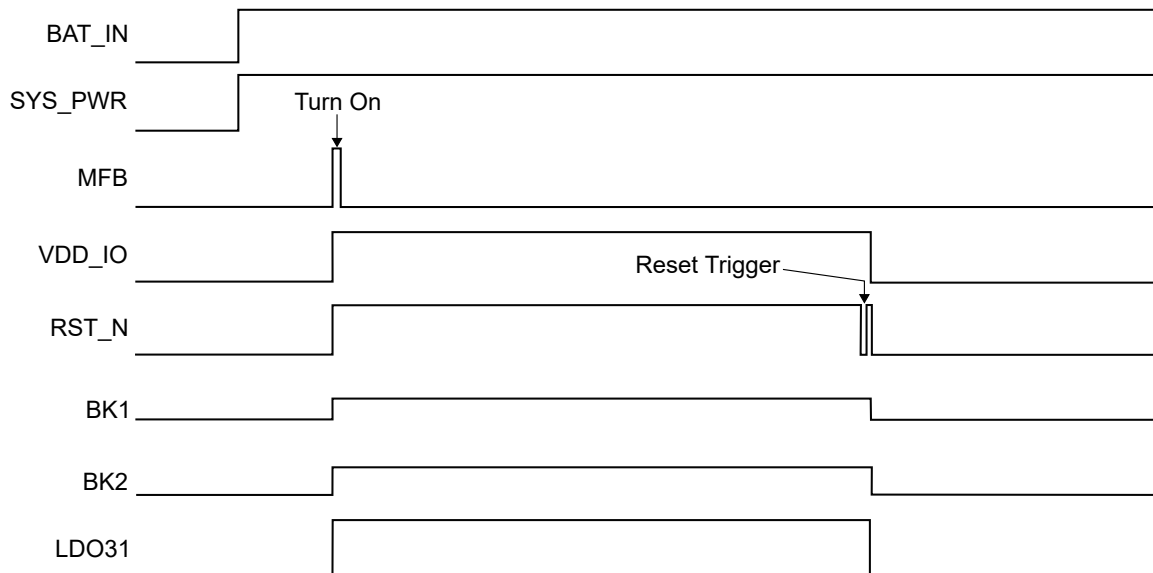 BAT_IN
SYS_PWR
Turn On
MFB
VDD_IO
Reset Trigger
RST_N
BK1
BK2
LDO31